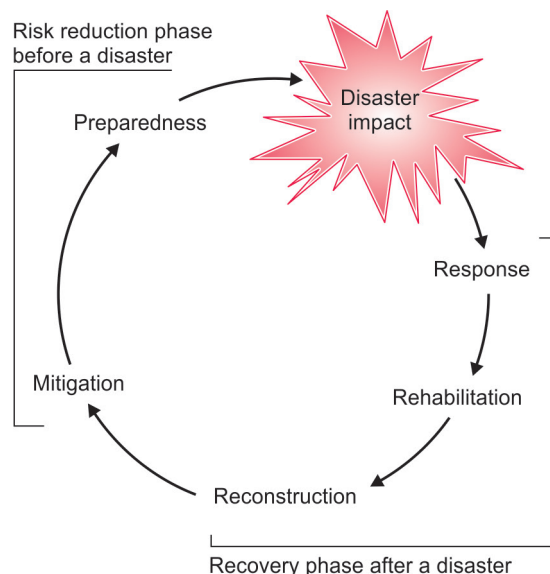 Risk reduction phase
before a disaster
Disaster
impact
Preparedness
Response
Mitigation
Rehabilitation
Reconstruction
Recovery phase after a disaster